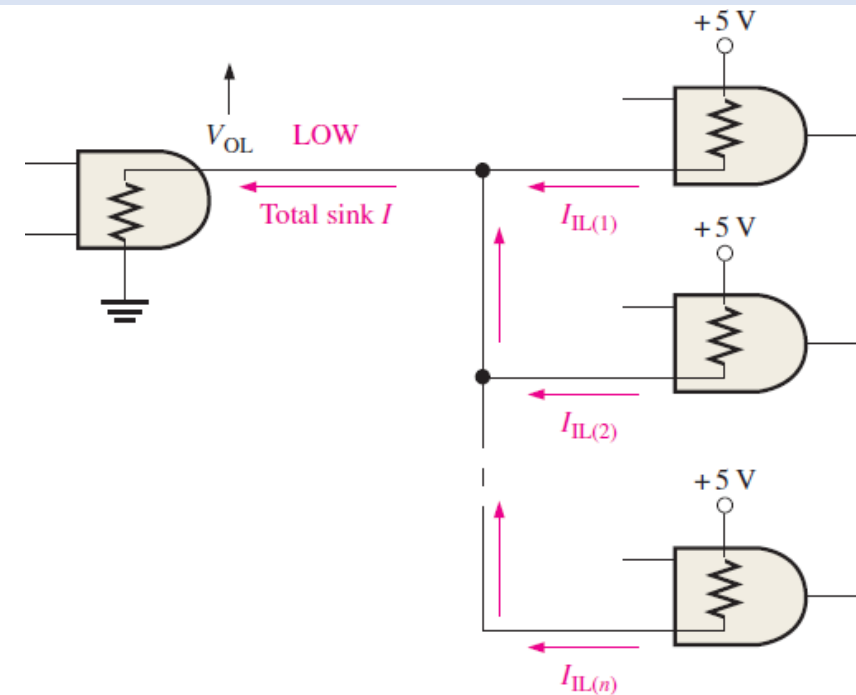 +5 V
V_OL LOW
Total sink I
I_IL(1)
+5 V
I_IL(2)
+5 V
I_IL(n)